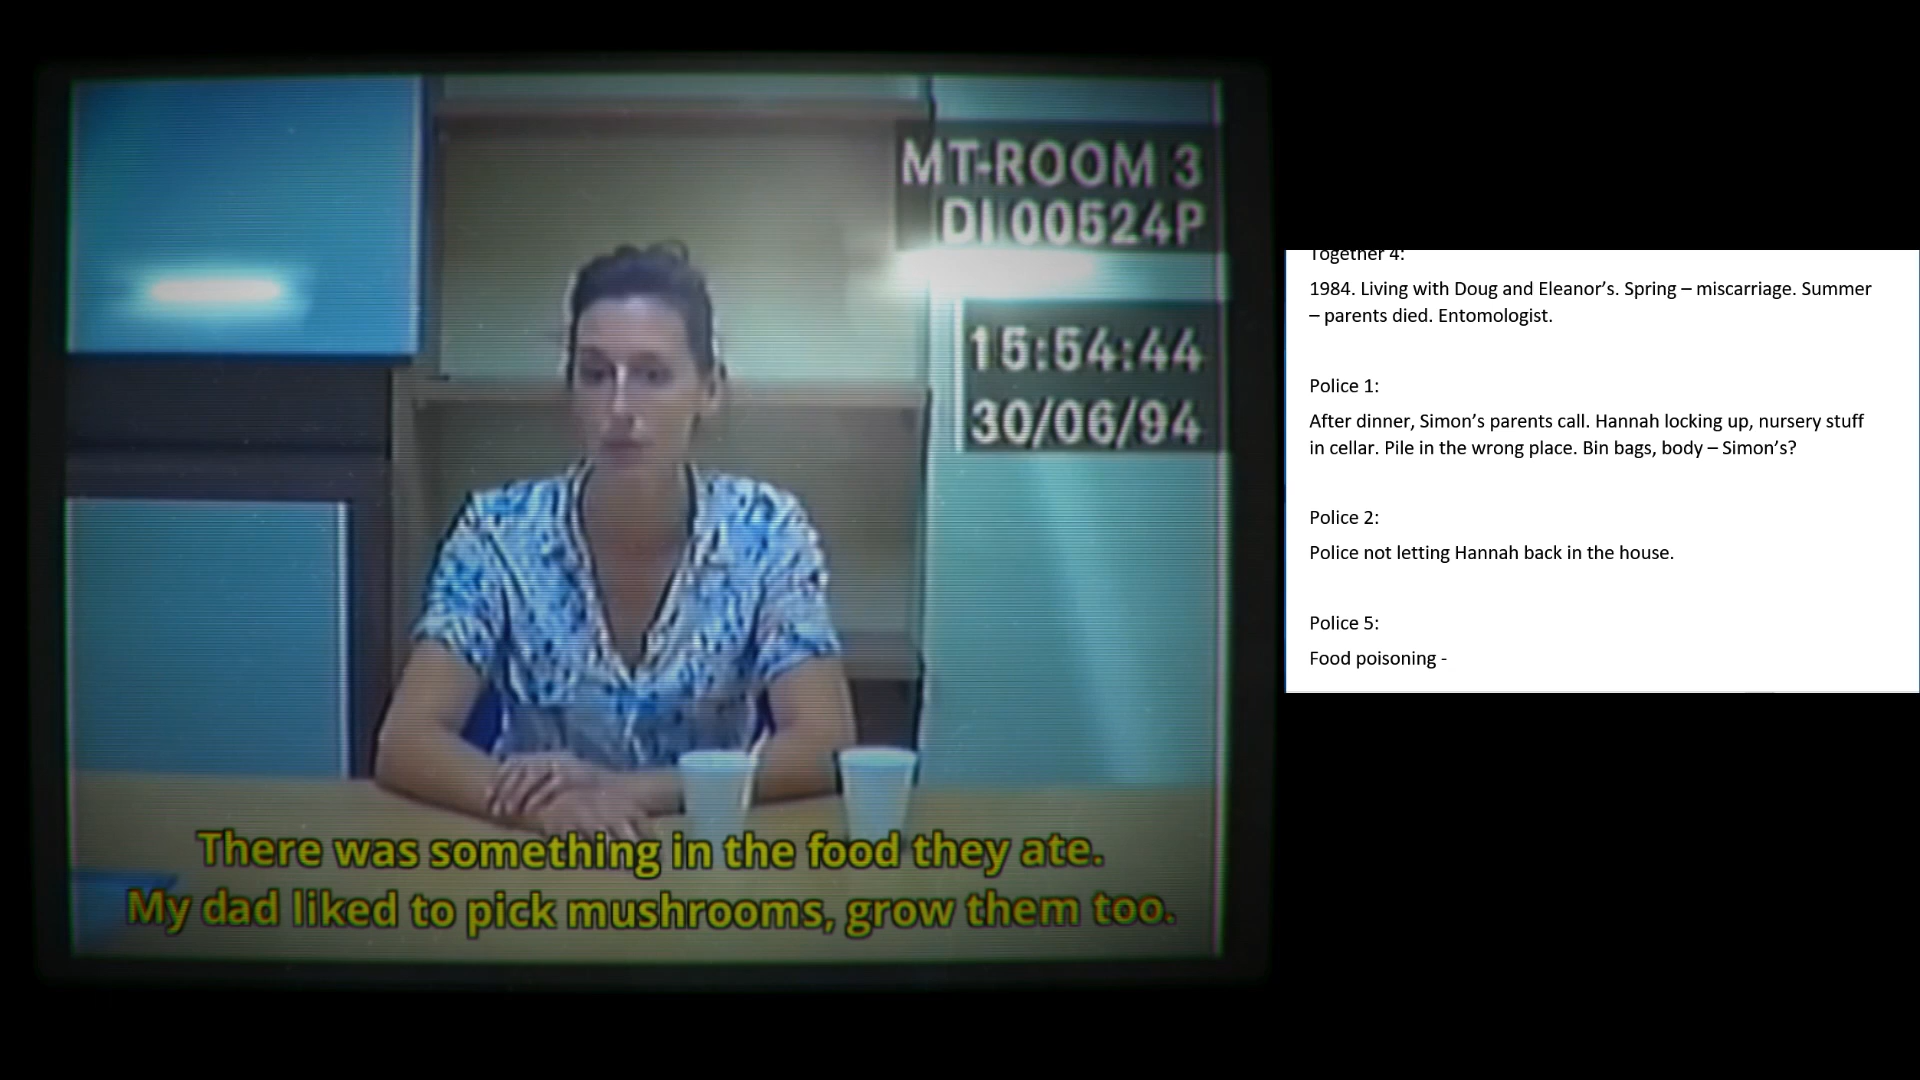 MT-ROOM 3
DI 00524P
15:54:44
30/06/94
There was something in the food they ate.
My dad liked to pick mushrooms, grow them too.
Together 4:
1984. Living with Doug and Eleanor’s. Spring – miscarriage. Summer
– parents died. Entomologist.
Police 1:
After dinner, Simon’s parents call. Hannah locking up, nursery stuff
in cellar. Pile in the wrong place. Bin bags, body – Simon’s?
Police 2:
Police not letting Hannah back in the house.
Police 5:
Food poisoning -